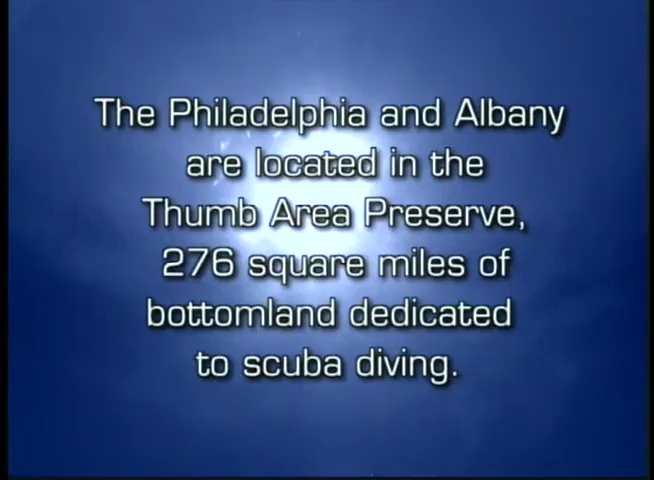 The Philadelphia and Albany
are located in the
Thumb Area Preserve,
276 square miles of
bottomland dedicated
to scuba diving.